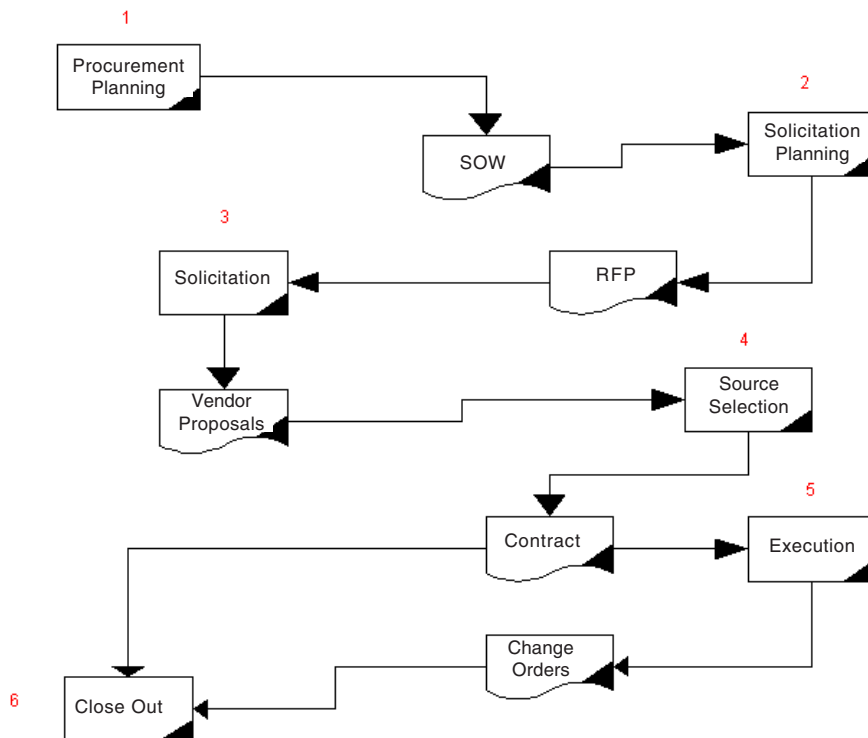 1
Procurement
Planning
2
SOW
Solicitation
Planning
3
Solicitation
RFP
4
Vendor
Proposals
Source
Selection
5
Contract
Execution
Change
Orders
6
Close Out